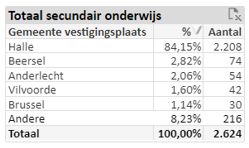 Totaal secundair onderwijs
Gemeente vestigingsplaats % Aantal
Halle 84,15% 2.208
Beersel 2,82% 74
Anderlecht 2,06% 54
Vilvoorde 1,60% 42
Brussel 1,14% 30
Andere 8,23% 216
Totaal 100,00% 2.624